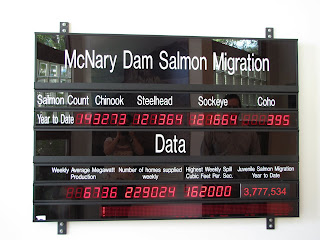 McNary Dam Salmon Migration
Salmon Count Chinook Steelhead Sockeye Coho
Year to Date 143273 121364 121664 395
Data
Weekly Average Megawatt Production Number of homes supplied weekly Highest Weekly Spill Cubic Feet Per. Sec. Juvenile Salmon Migration Year to Date
6736 229024 162000 3,777,534